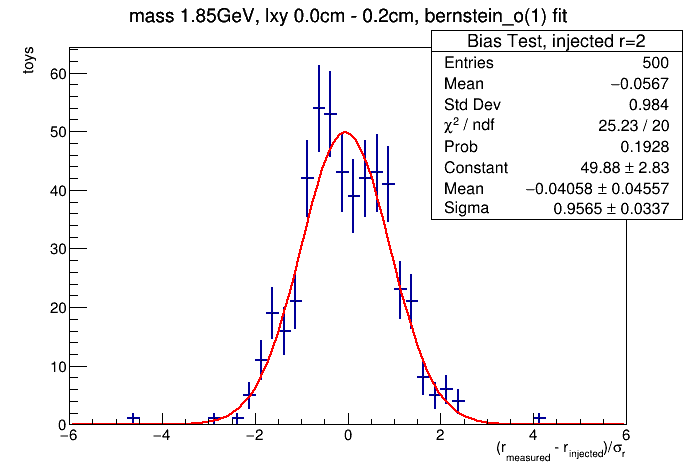 mass 1.85GeV, lxy 0.0cm - 0.2cm, bernstein_o(1) fit
toys
Bias Test, injected r=2
Entries 500
Mean −0.0567
Std Dev 0.984
χ² / ndf 25.23 / 20
Prob 0.1928
Constant 49.88 ± 2.83
Mean −0.04058 ± 0.04557
Sigma 0.9565 ± 0.0337
60
50
40
30
20
10
0
−6 −4 −2 0 2 4 6
(r_measured - r_injected)/σ_r